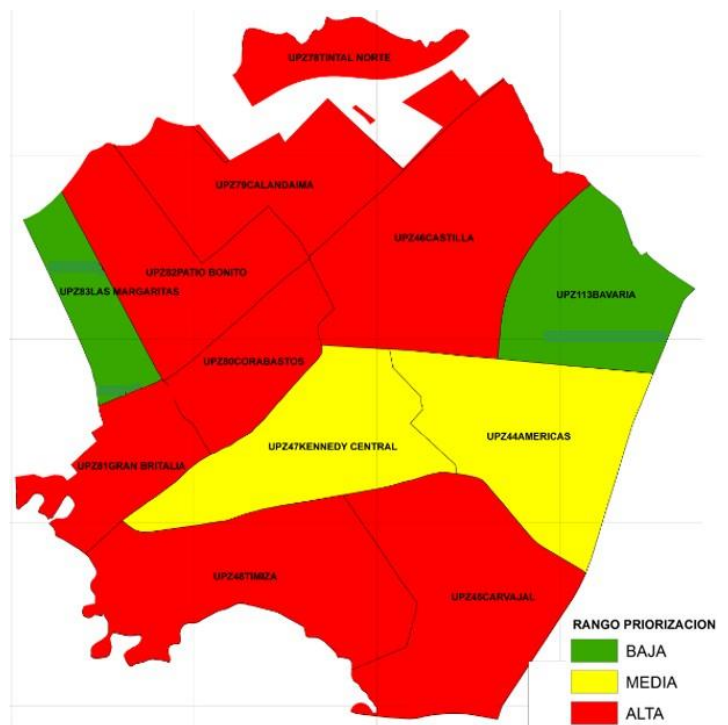 UPZ78TINTAL NORTE
UPZ79CALANDAIMA
UPZ46CASTILLA
UPZ82PATIO BONITO
UPZ83LAS MARGARITAS
UPZ113BAVARIA
UPZ80CORABASTOS
UPZ47KENNEDY CENTRAL
UPZ44AMERICAS
UPZ81GRAN BRITALIA
UPZ48TIMIZA
UPZ45CARVAJAL
RANGO PRIORIZACION
BAJA
MEDIA
ALTA